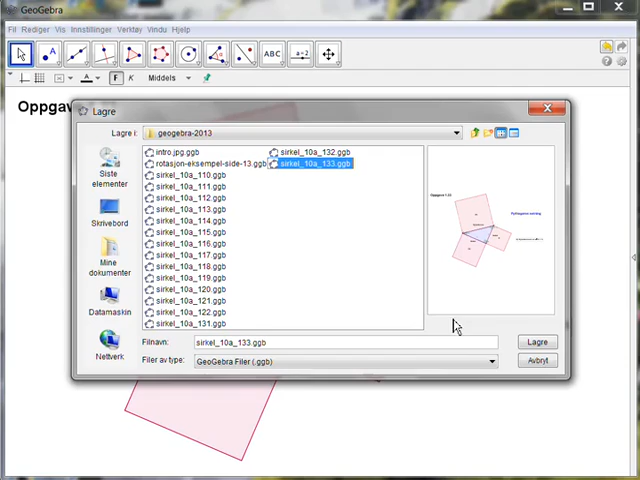 GeoGebra
Fil Rediger Vis Innstillinger Verktøy Vindu Hjelp
ABC a=2
A F K Middels
Oppgav
Lagre
Lagre i: geogebra-2013
Siste elementer
Skrivebord
Mine dokumenter
Datamaskin
Nettverk
intro.jpg.ggb
rotasjon-eksempel-side-13.ggb
sirkel_10a_110.ggb
sirkel_10a_111.ggb
sirkel_10a_112.ggb
sirkel_10a_113.ggb
sirkel_10a_114.ggb
sirkel_10a_115.ggb
sirkel_10a_116.ggb
sirkel_10a_117.ggb
sirkel_10a_118.ggb
sirkel_10a_119.ggb
sirkel_10a_120.ggb
sirkel_10a_121.ggb
sirkel_10a_122.ggb
sirkel_10a_131.ggb
sirkel_10a_132.ggb
sirkel_10a_133.ggb
Filnavn: sirkel_10a_133.ggb
Lagre
Filer av type: GeoGebra Filer (.ggb)
Avbryt